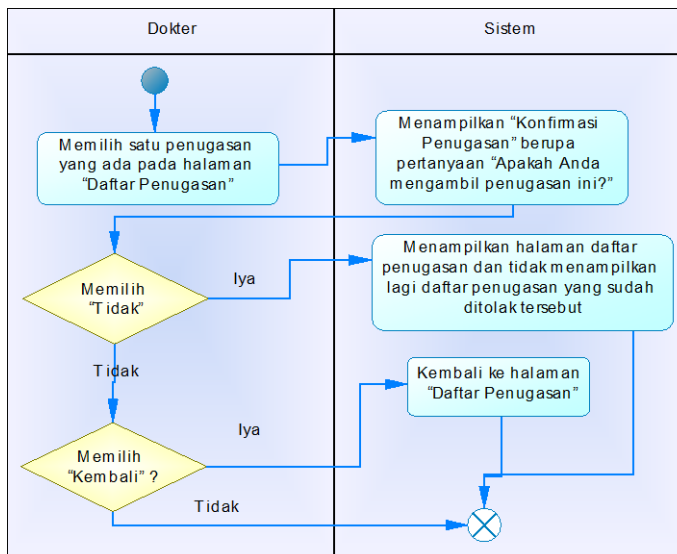 Dokter
Sistem
Memilih satu penugasan
yang ada pada halaman
“Daftar Penugasan”
Menampilkan “Konfirmasi
Penugasan” berupa
pertanyaan “Apakah Anda
mengambil penugasan ini?”
Memilih
“Tidak”
Iya
Menampilkan halaman daftar
penugasan dan tidak menampilkan
lagi daftar penugasan yang sudah
ditolak tersebut
Tidak
Kembali ke halaman
“Daftar Penugasan”
Memilih
“Kembali” ?
Iya
Tidak